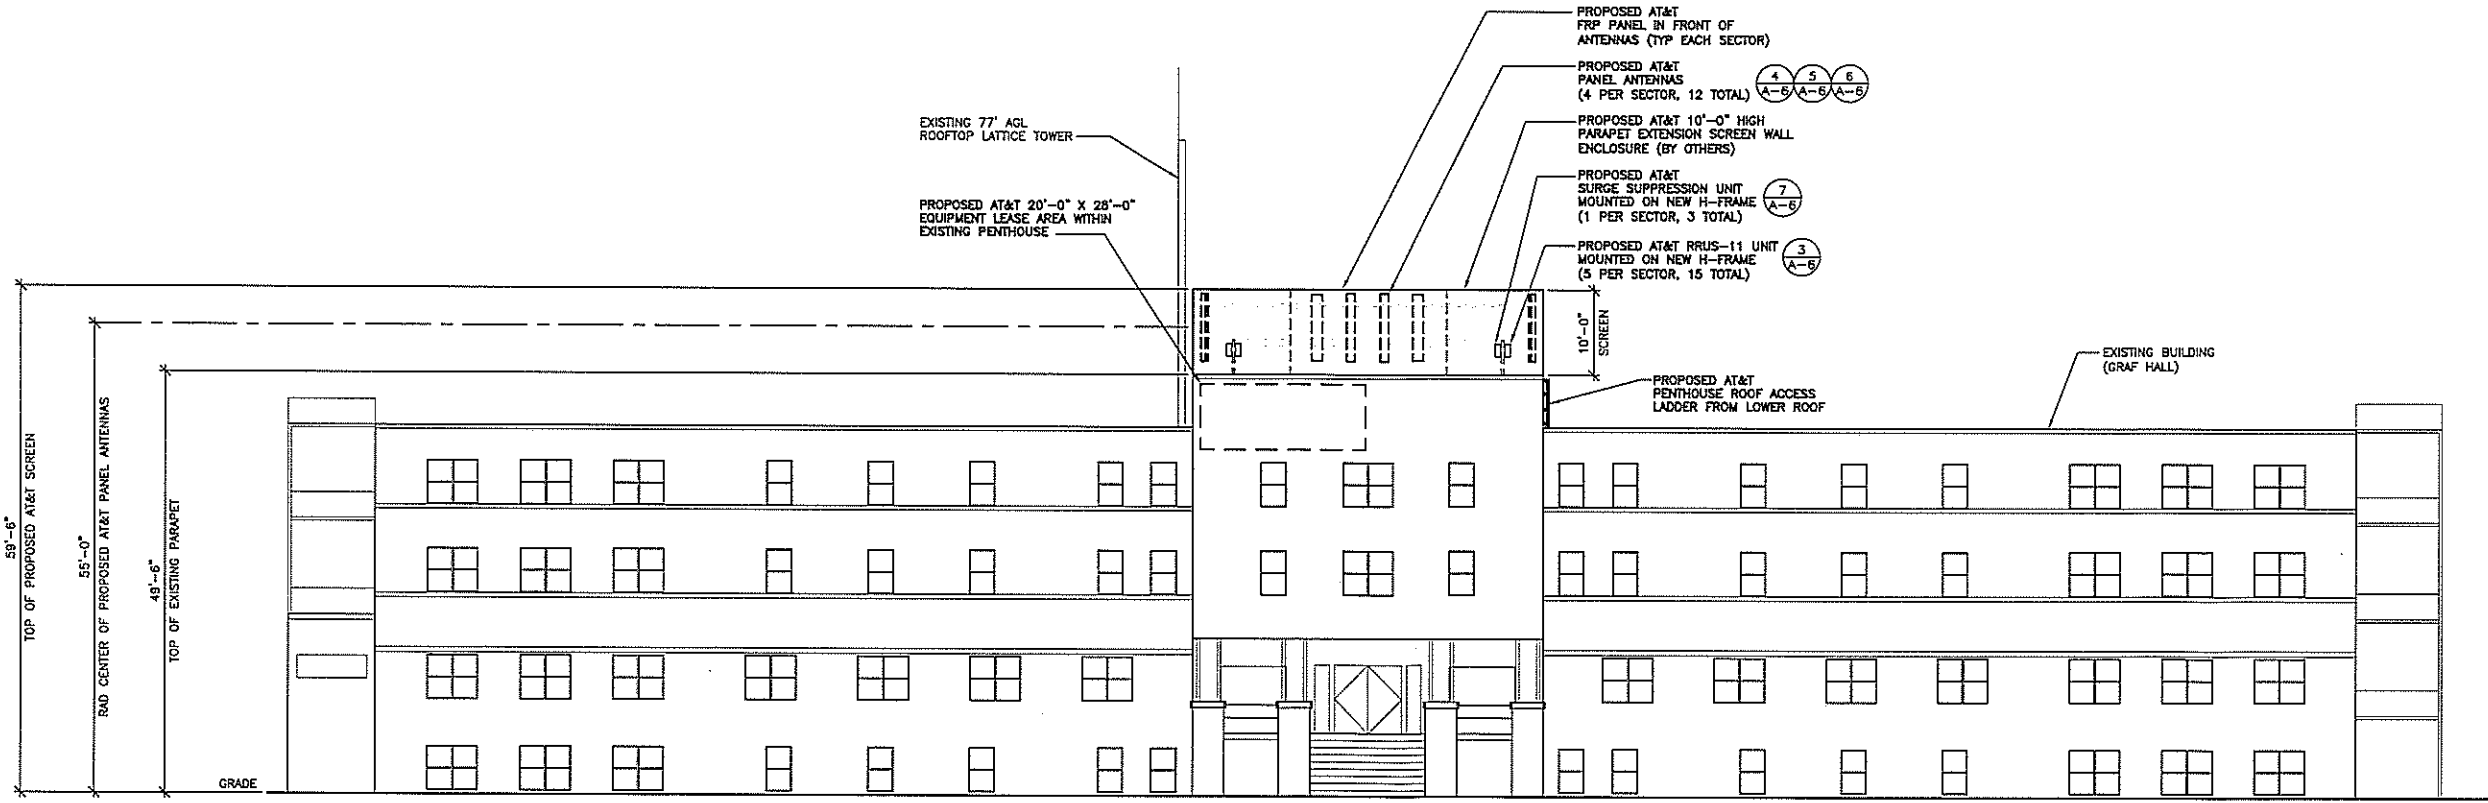 PROPOSED AT&T
FRP PANEL IN FRONT OF
ANTENNAS (TYP EACH SECTOR)
PROPOSED AT&T
PANEL ANTENNAS
(4 PER SECTOR, 12 TOTAL)
4
A-6
5
A-6
6
A-6
EXISTING 77' AGL
ROOFTOP LATTICE TOWER
PROPOSED AT&T 10'-0" HIGH
PARAPET EXTENSION SCREEN WALL
ENCLOSURE (BY OTHERS)
PROPOSED AT&T
SURGE SUPPRESSION UNIT
MOUNTED ON NEW H-FRAME
(1 PER SECTOR, 3 TOTAL)
7
A-6
PROPOSED AT&T 20'-0" X 28'-0"
EQUIPMENT LEASE AREA WITHIN
EXISTING PENTHOUSE
PROPOSED AT&T RRUS-11 UNIT
MOUNTED ON NEW H-FRAME
(5 PER SECTOR, 15 TOTAL)
3
A-6
10'-0"
SCREEN
EXISTING BUILDING
(GRAF HALL)
PROPOSED AT&T
PENTHOUSE ROOF ACCESS
LADDER FROM LOWER ROOF
59'-6"
TOP OF PROPOSED AT&T SCREEN
55'-0"
RAD CENTER OF PROPOSED AT&T PANEL ANTENNAS
49'-6"
TOP OF EXISTING PARAPET
GRADE